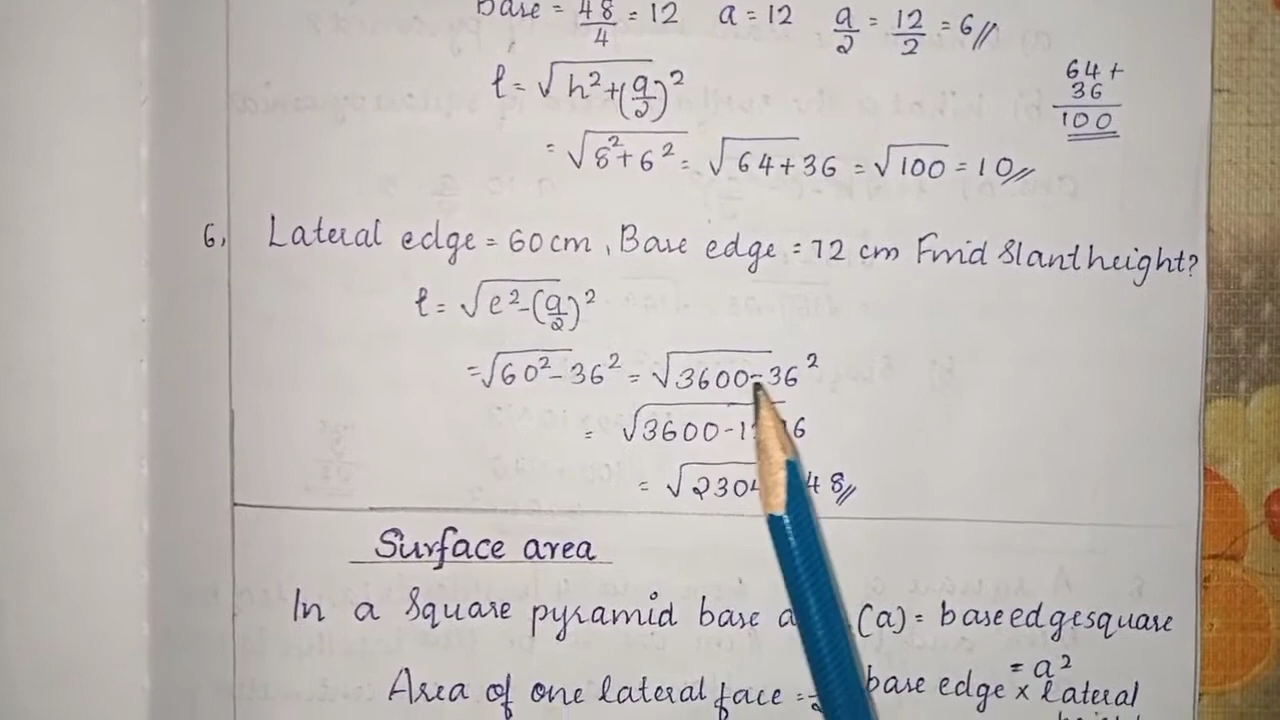 Base = 48/4 = 12 a = 12 a/2 = 12/2 = 6//
l = √h²+(a/2)²
64+
36
100
= √8²+6² = √64+36 = √100 = 10//
6, Lateral edge = 60cm, Base edge = 72 cm Find Slant height?
l = √e²-(a/2)²
= √60²-36² = √3600-36²
= √3600-1 6
= √230 48//
Surface area
In a Square pyramid base (a) = base edge square
= a²
Area of one lateral face = base edge × lateral